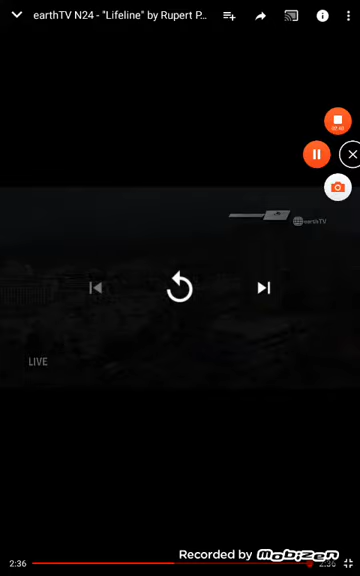 earthTV N24 - "Lifeline" by Rupert P...
earthTV
LIVE
Recorded by mobizen
2:36
2:36